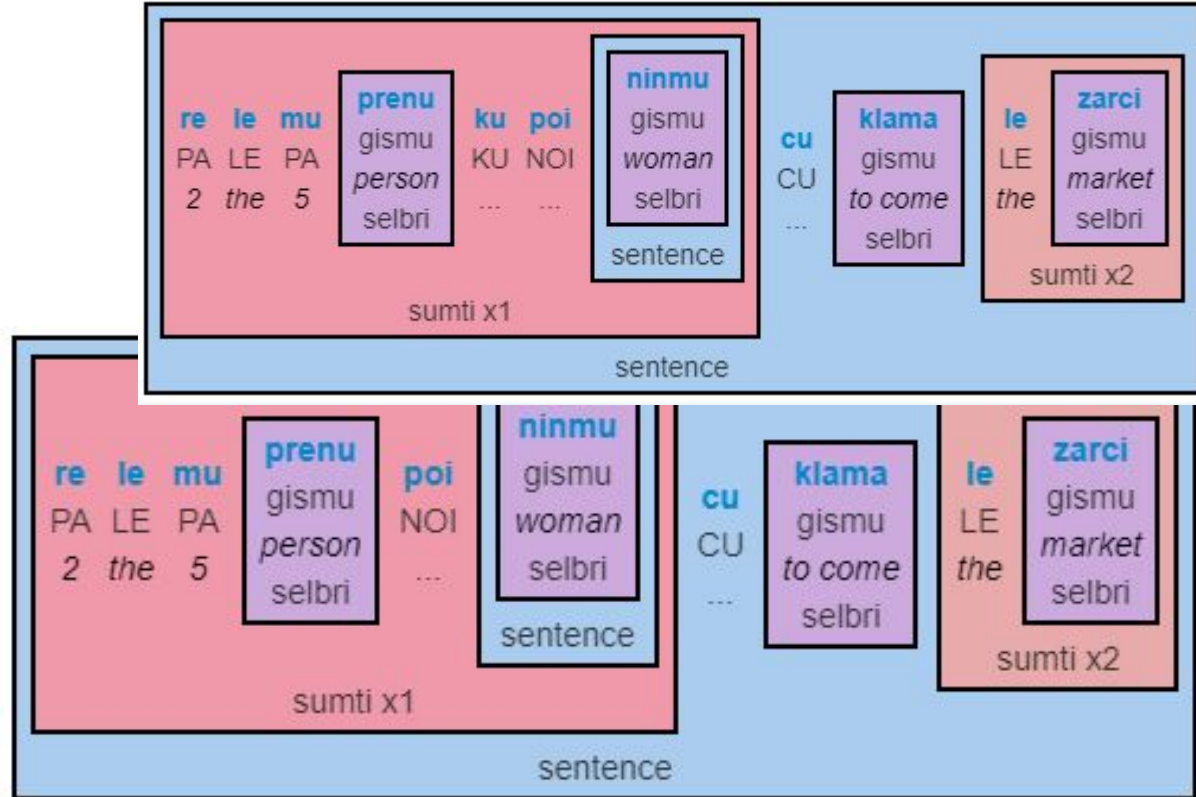 re le mu prenu ku poi ninmu cu klama le zarci
PA LE PA gismu KU NOI gismu CU gismu LE gismu
2 the 5 person ... ... woman ... to come the market
selbri selbri selbri selbri
sentence sumti x2
sumti x1
sentence
re le mu prenu poi ninmu cu klama le zarci
PA LE PA gismu NOI gismu CU gismu LE gismu
2 the 5 person ... woman ... to come the market
selbri selbri selbri selbri
sentence sumti x2
sumti x1
sentence